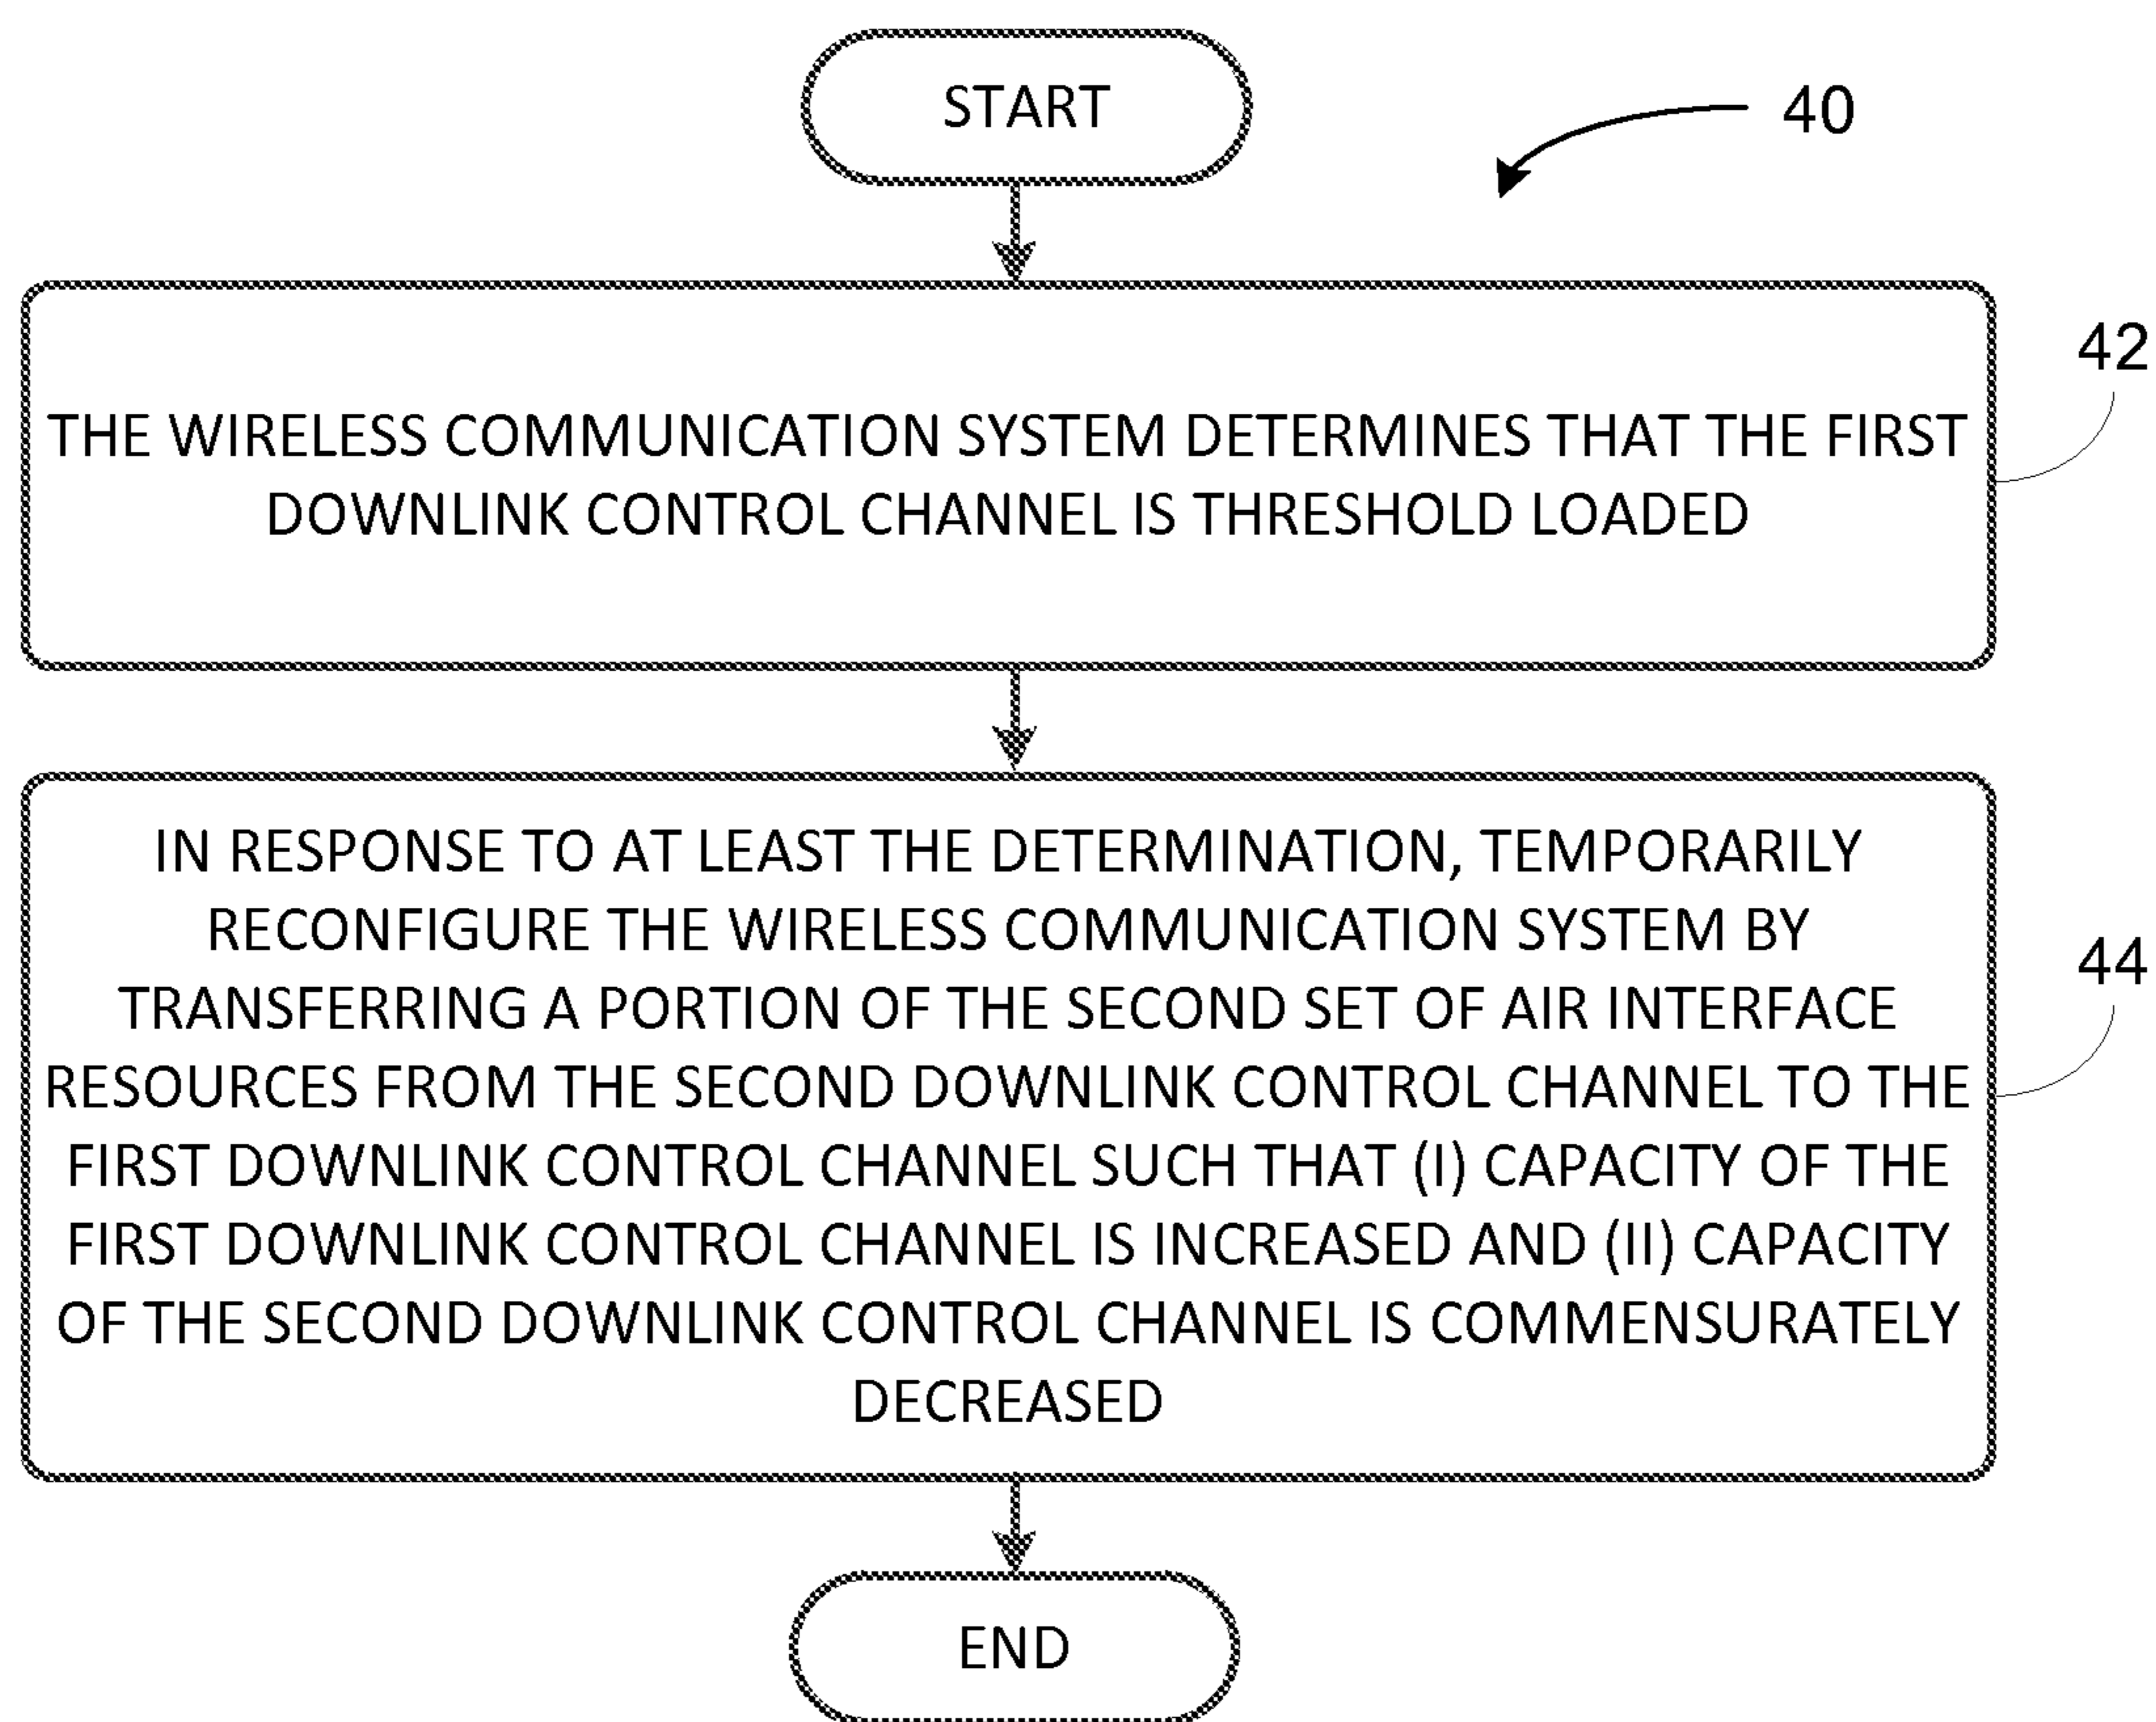 START
40
42
THE WIRELESS COMMUNICATION SYSTEM DETERMINES THAT THE FIRST
DOWNLINK CONTROL CHANNEL IS THRESHOLD LOADED
IN RESPONSE TO AT LEAST THE DETERMINATION, TEMPORARILY
RECONFIGURE THE WIRELESS COMMUNICATION SYSTEM BY
TRANSFERRING A PORTION OF THE SECOND SET OF AIR INTERFACE
RESOURCES FROM THE SECOND DOWNLINK CONTROL CHANNEL TO THE
FIRST DOWNLINK CONTROL CHANNEL SUCH THAT (I) CAPACITY OF THE
FIRST DOWNLINK CONTROL CHANNEL IS INCREASED AND (II) CAPACITY
OF THE SECOND DOWNLINK CONTROL CHANNEL IS COMMENSURATELY
DECREASED
44
END